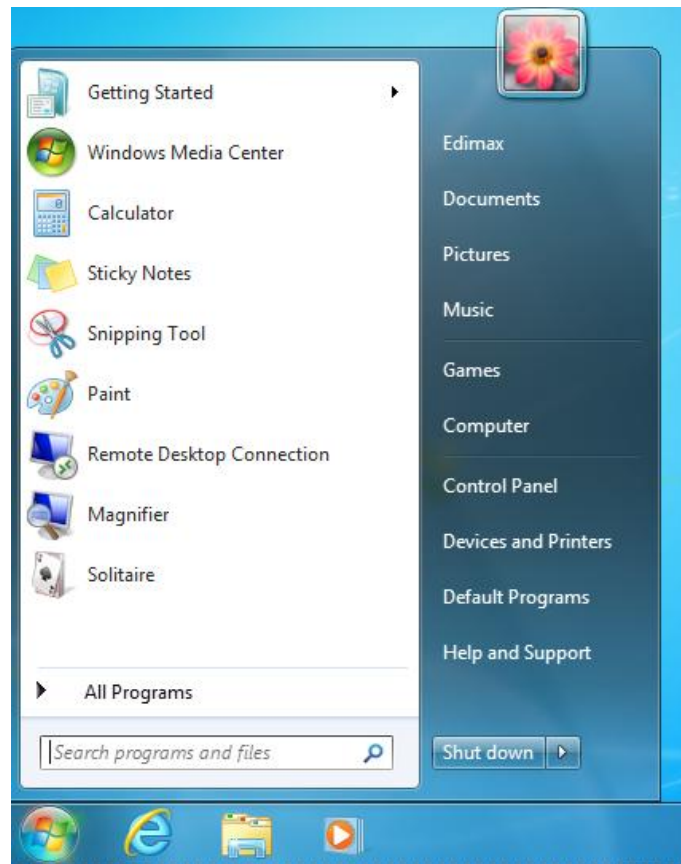 Getting Started
Windows Media Center
Calculator
Sticky Notes
Snipping Tool
Paint
Remote Desktop Connection
Magnifier
Solitaire
All Programs
Search programs and files
Edimax
Documents
Pictures
Music
Games
Computer
Control Panel
Devices and Printers
Default Programs
Help and Support
Shut down